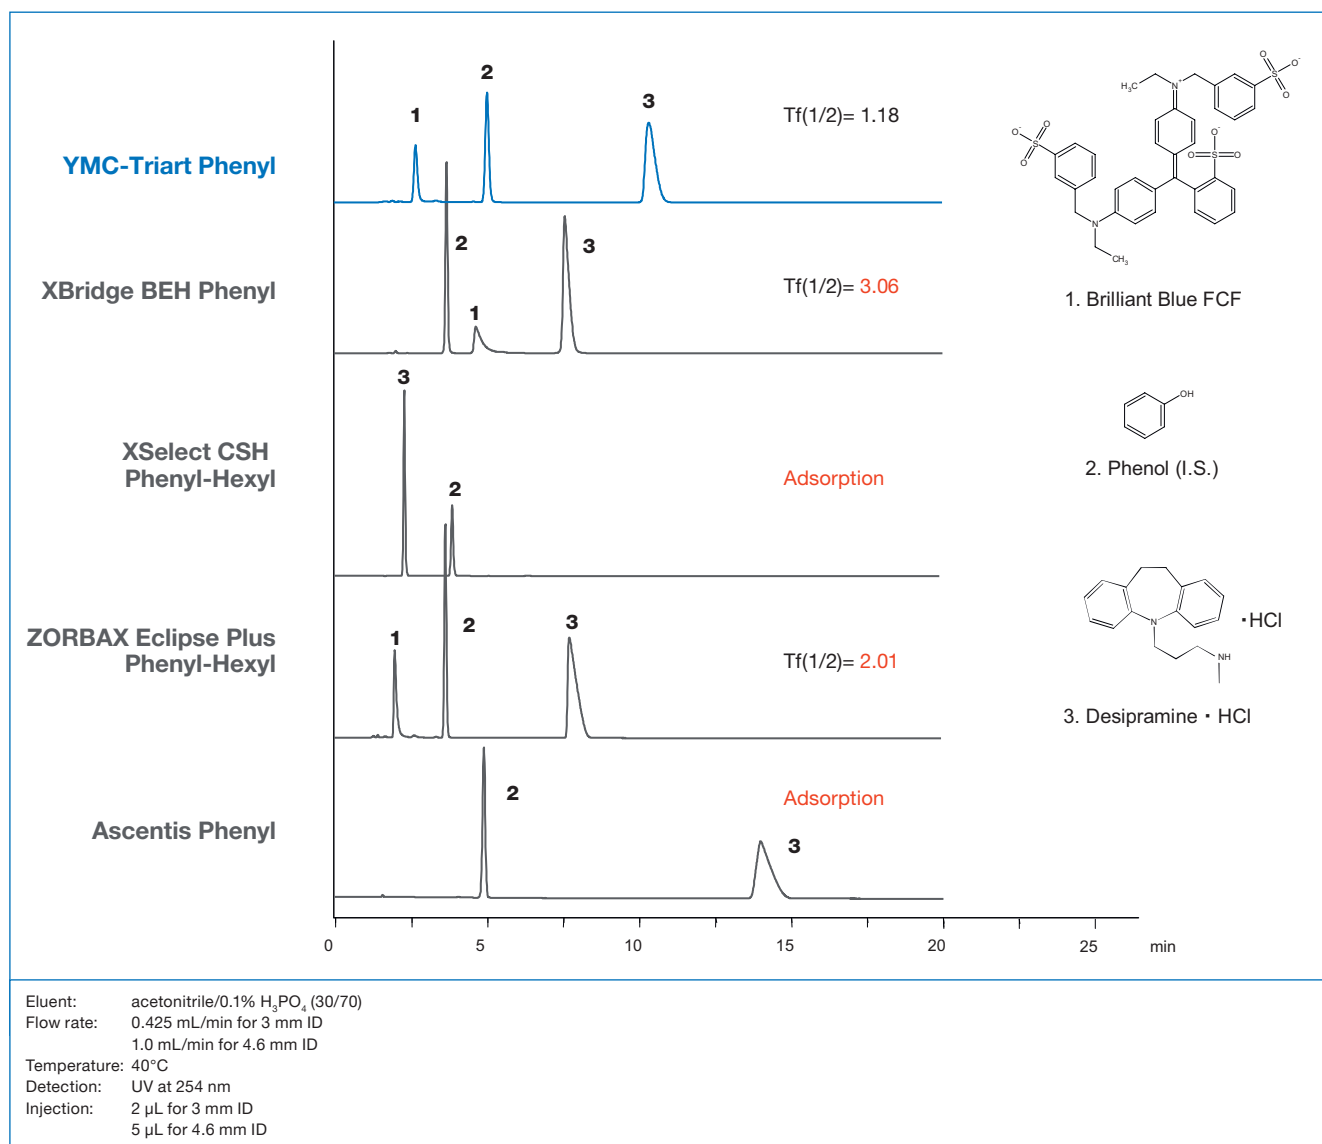 1
2
3
Tf(1/2)= 1.18
YMC-Triart Phenyl
2
1
3
Tf(1/2)= 3.06
XBridge BEH Phenyl
3
2
XSelect CSH
Phenyl-Hexyl
Adsorption
1
2
3
ZORBAX Eclipse Plus
Phenyl-Hexyl
Tf(1/2)= 2.01
2
3
Adsorption
Ascentis Phenyl
0 5 10 15 20 25 min
H₃C
N⁺
S
O
O
O⁻
O⁻
O
S
O
O⁻
O S O
N
CH₃
1. Brilliant Blue FCF
OH
2. Phenol (I.S.)
N
NH
·HCl
3. Desipramine · HCl
Eluent: acetonitrile/0.1% H₃PO₄ (30/70)
Flow rate: 0.425 mL/min for 3 mm ID
1.0 mL/min for 4.6 mm ID
Temperature: 40°C
Detection: UV at 254 nm
Injection: 2 µL for 3 mm ID
5 µL for 4.6 mm ID